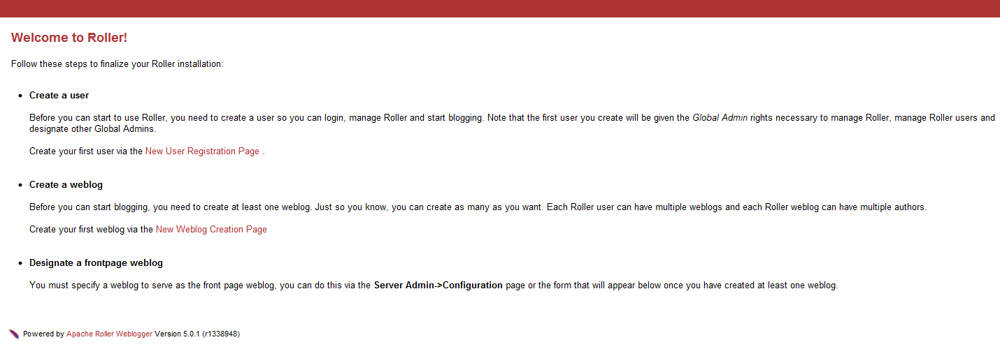 Welcome to Roller!
Follow these steps to finalize your Roller installation:
Create a user
Before you can start to use Roller, you need to create a user so you can login, manage Roller and start blogging. Note that the first user you create will be given the Global Admin rights necessary to manage Roller, manage Roller users and
designate other Global Admins.
Create your first user via the New User Registration Page .
Create a weblog
Before you can start blogging, you need to create at least one weblog. Just so you know, you can create as many as you want. Each Roller user can have multiple weblogs and each Roller weblog can have multiple authors.
Create your first weblog via the New Weblog Creation Page
Designate a frontpage weblog
You must specify a weblog to serve as the front page weblog, you can do this via the Server Admin->Configuration page or the form that will appear below once you have created at least one weblog.
Powered by Apache Roller Weblogger Version 5.0.1 (r1338948)